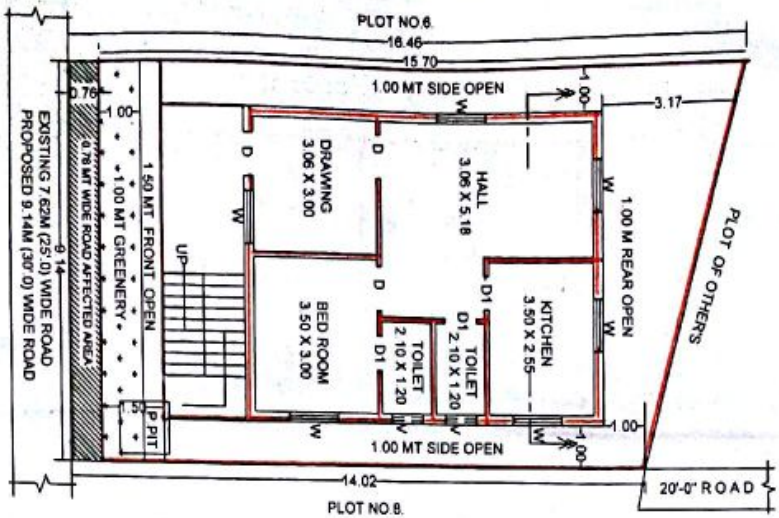 PLOT NO.6.
16.46
15.70
1.00 MT SIDE OPEN
1.00
3.17
0.76
1.00
EXISTING 7.62M (25'.0) WIDE ROAD
PROPOSED 9.14M (30'.0) WIDE ROAD
9.14
0.76 MT WIDE ROAD AFFECTED AREA
1.00 MT GREENERY
1.50 MT FRONT OPEN
W
D
DRAWING
3.06 X 3.00
D
HALL
3.06 X 5.18
W
1.00 M REAR OPEN
PLOT OF OTHER'S
W
UP
BED ROOM
3.50 X 3.00
D
D1
TOILET
2.10 X 1.20
D1
TOILET
2.10 X 1.20
D1
KITCHEN
3.50 X 2.55
W
1.50
P PIT
W
V
V
W
1.00
1.00
1.00 MT SIDE OPEN
14.02
20'-0" ROAD
PLOT NO.8.